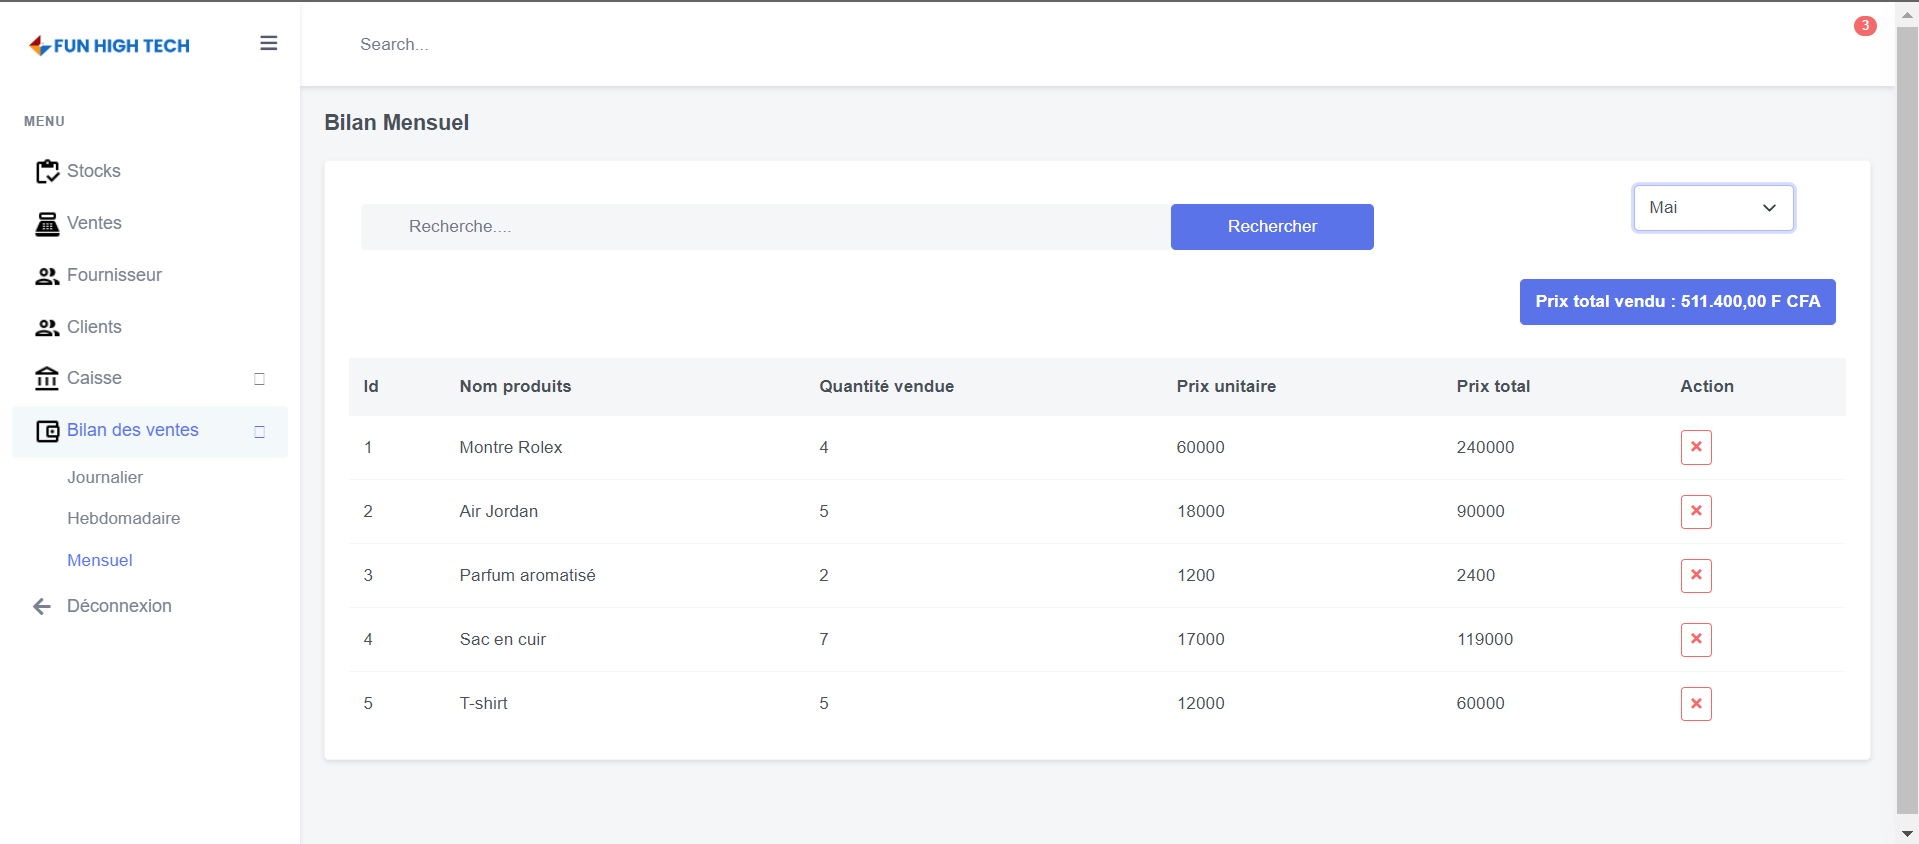 FUN HIGH TECH
Search...
3
MENU
Stocks
Ventes
Fournisseur
Clients
Caisse
Bilan des ventes
Journalier
Hebdomadaire
Mensuel
Déconnexion
Bilan Mensuel
Recherche.... Rechercher
Mai
Prix total vendu : 511.400,00 F CFA
Id Nom produits Quantité vendue Prix unitaire Prix total Action
1 Montre Rolex 4 60000 240000
2 Air Jordan 5 18000 90000
3 Parfum aromatisé 2 1200 2400
4 Sac en cuir 7 17000 119000
5 T-shirt 5 12000 60000